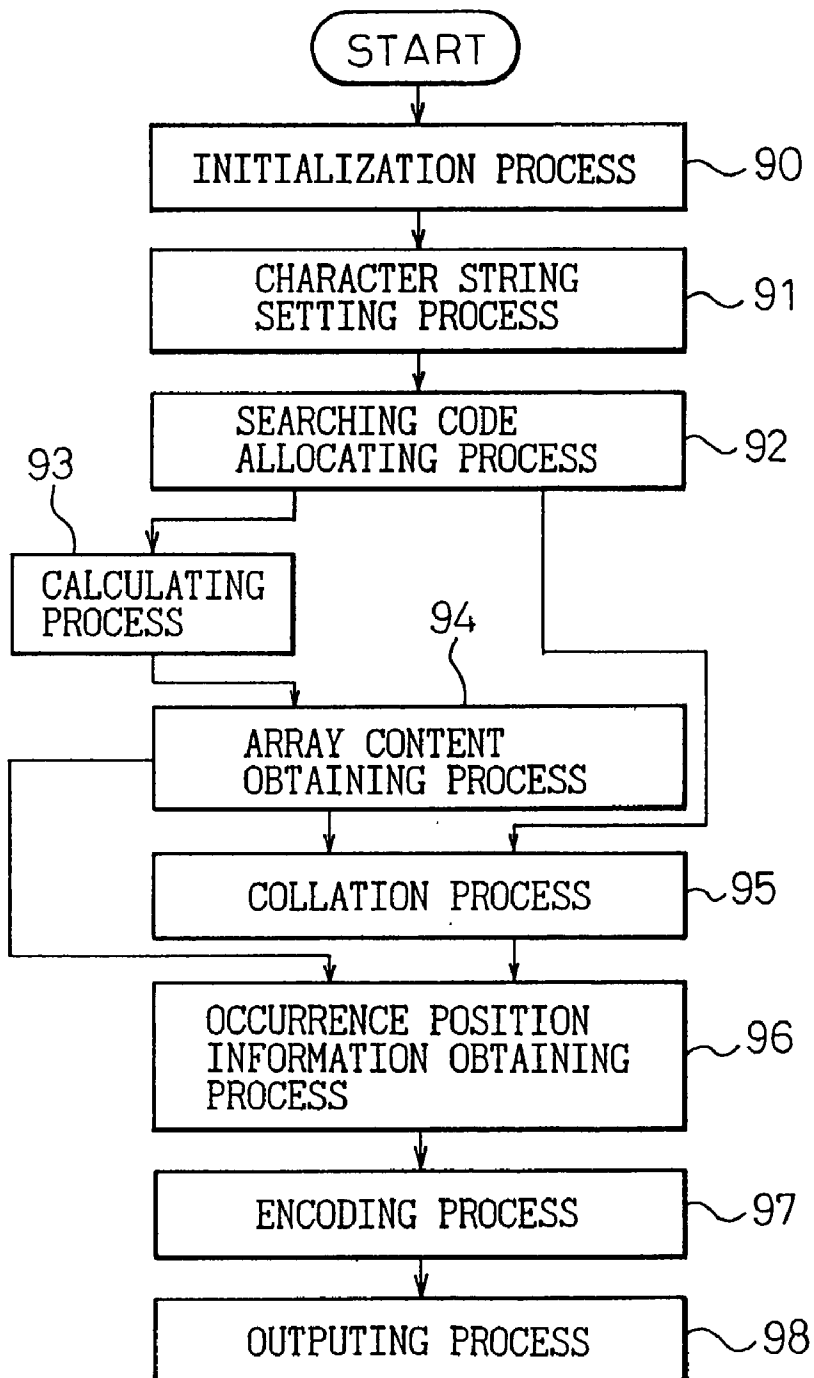 START
INITIALIZATION PROCESS
90
CHARACTER STRING
SETTING PROCESS
91
SEARCHING CODE
ALLOCATING PROCESS
92
93
CALCULATING
PROCESS
94
ARRAY CONTENT
OBTAINING PROCESS
COLLATION PROCESS
95
OCCURRENCE POSITION
INFORMATION OBTAINING
PROCESS
96
ENCODING PROCESS
97
OUTPUTING PROCESS
98